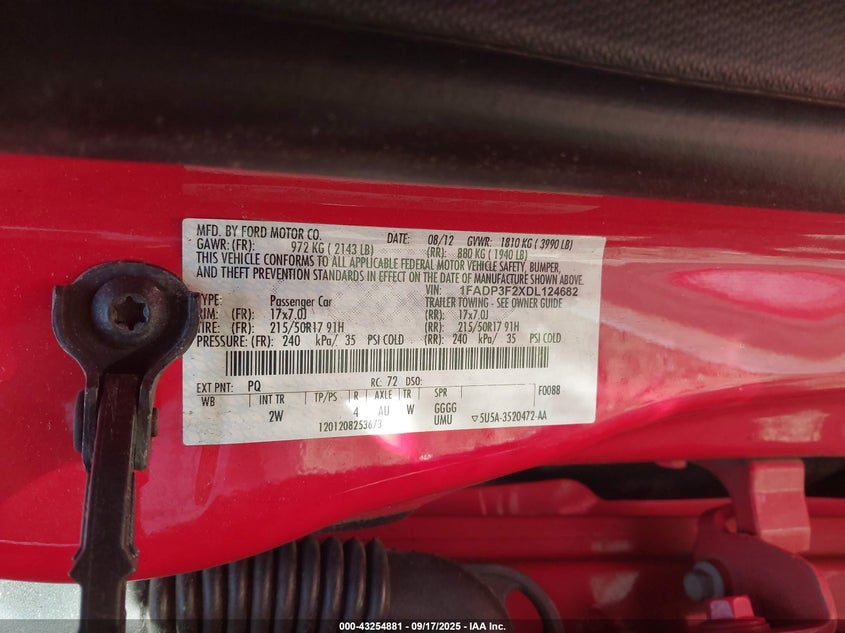 MFD. BY FORD MOTOR CO. DATE: 08/12 GVWR: 1810 KG ( 3990 LB)
GAWR: (FR): 972 KG ( 2143 LB) (RR): 880 KG ( 1940 LB)
THIS VEHICLE CONFORMS TO ALL APPLICABLE FEDERAL MOTOR VEHICLE SAFETY, BUMPER,
AND THEFT PREVENTION STANDARDS IN EFFECT ON THE DATE OF MANUFACTURE SHOWN ABOVE.
VIN: 1FADP3F2XDL124682
TYPE: Passenger Car TRAILER TOWING - SEE OWNER GUIDE
RIM: (FR) 17x7.0J (RR): 17x7.0J
TIRE: (FR) 215/50R17 91H (RR): 215/50R17 91H
PRESSURE: (FR): 240 kPa/ 35 PSI COLD (RR): 240 kPa/ 35 PSI COLD
EXT PNT: PQ RC: 72 DSO: F0088
WB INT TR TP/PS R AXLE TR SPR
2W 4 AU W GGGG
1201208253673 UMU 5U5A-3520472-AA
000-43254881 - 09/17/2025 - IAA Inc.